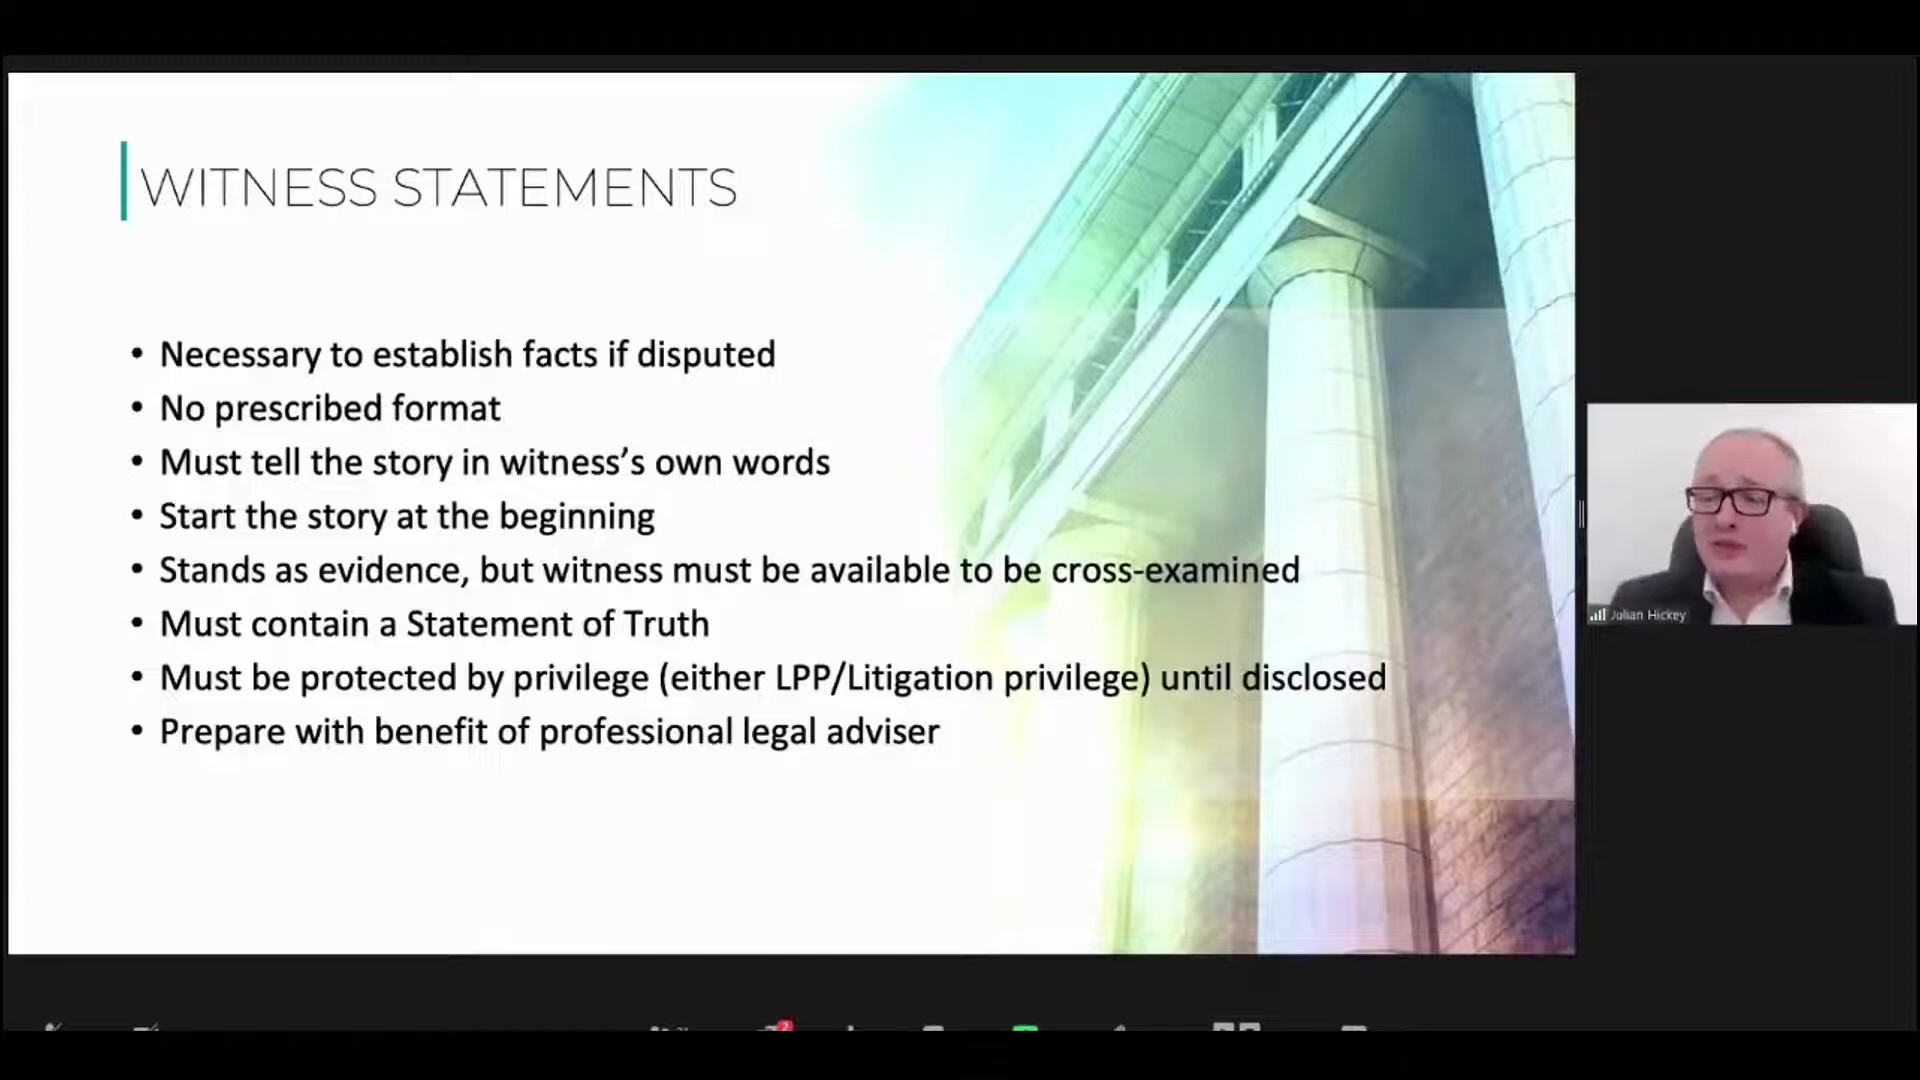 WITNESS STATEMENTS
• Necessary to establish facts if disputed
• No prescribed format
• Must tell the story in witness’s own words
• Start the story at the beginning
• Stands as evidence, but witness must be available to be cross-examined
• Must contain a Statement of Truth
• Must be protected by privilege (either LPP/Litigation privilege) until disclosed
• Prepare with benefit of professional legal adviser
Julian Hickey
2